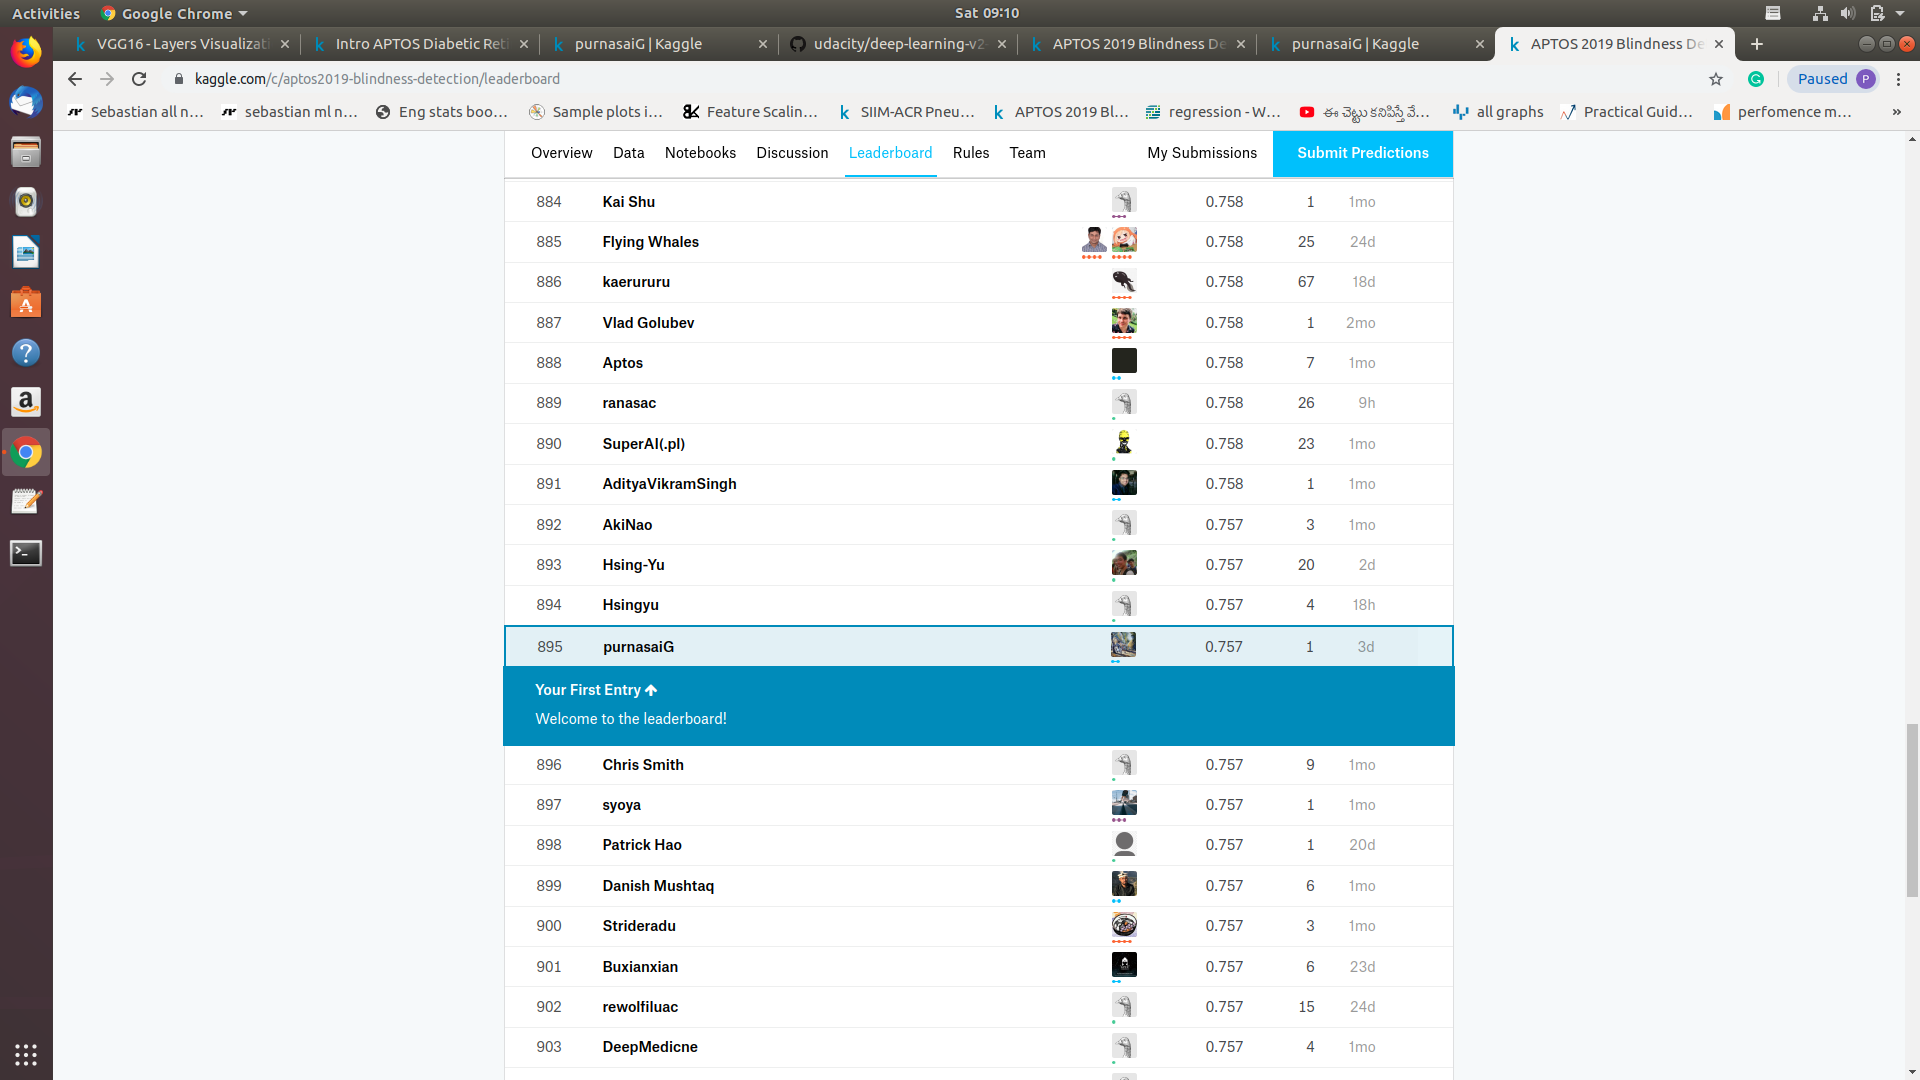 Activities Google Chrome Sat 09:10
VGG16 - Layers Visualizati Intro APTOS Diabetic Reti purnasaiG | Kaggle udacity/deep-learning-v2- APTOS 2019 Blindness De purnasaiG | Kaggle APTOS 2019 Blindness De
kaggle.com/c/aptos2019-blindness-detection/leaderboard Paused P
Sebastian all n... sebastian ml n... Eng stats boo... Sample plots i... Feature Scalin... SIIM-ACR Pneu... APTOS 2019 Bl... regression - W... ఈ చెట్టు కనిపిస్తే వే... all graphs Practical Guid... perfomence m... »
Overview Data Notebooks Discussion Leaderboard Rules Team My Submissions Submit Predictions
884 Kai Shu 0.758 1 1mo
885 Flying Whales 0.758 25 24d
886 kaerururu 0.758 67 18d
887 Vlad Golubev 0.758 1 2mo
888 Aptos 0.758 7 1mo
889 ranasac 0.758 26 9h
890 SuperAI(.pl) 0.758 23 1mo
891 AdityaVikramSingh 0.758 1 1mo
892 AkiNao 0.757 3 1mo
893 Hsing-Yu 0.757 20 2d
894 Hsingyu 0.757 4 18h
895 purnasaiG 0.757 1 3d
Your First Entry
Welcome to the leaderboard!
896 Chris Smith 0.757 9 1mo
897 syoya 0.757 1 1mo
898 Patrick Hao 0.757 1 20d
899 Danish Mushtaq 0.757 6 1mo
900 Strideradu 0.757 3 1mo
901 Buxianxian 0.757 6 23d
902 rewolfiluac 0.757 15 24d
903 DeepMedicne 0.757 4 1mo